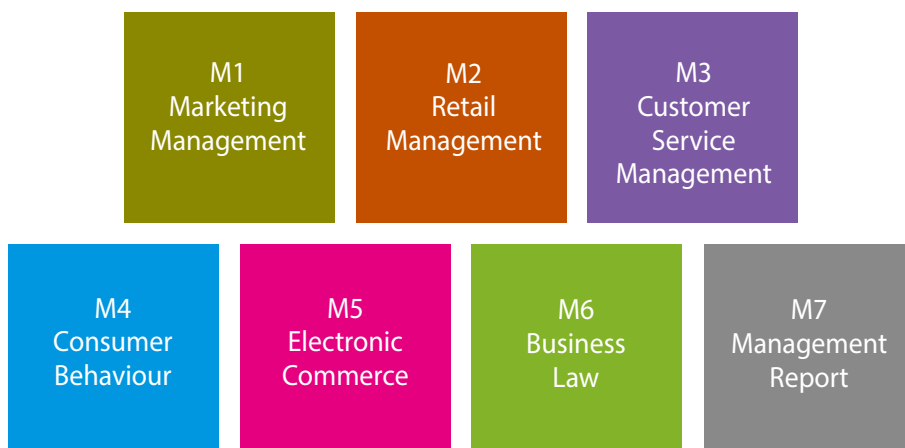 M1
Marketing
Management
M2
Retail
Management
M3
Customer
Service
Management
M4
Consumer
Behaviour
M5
Electronic
Commerce
M6
Business
Law
M7
Management
Report